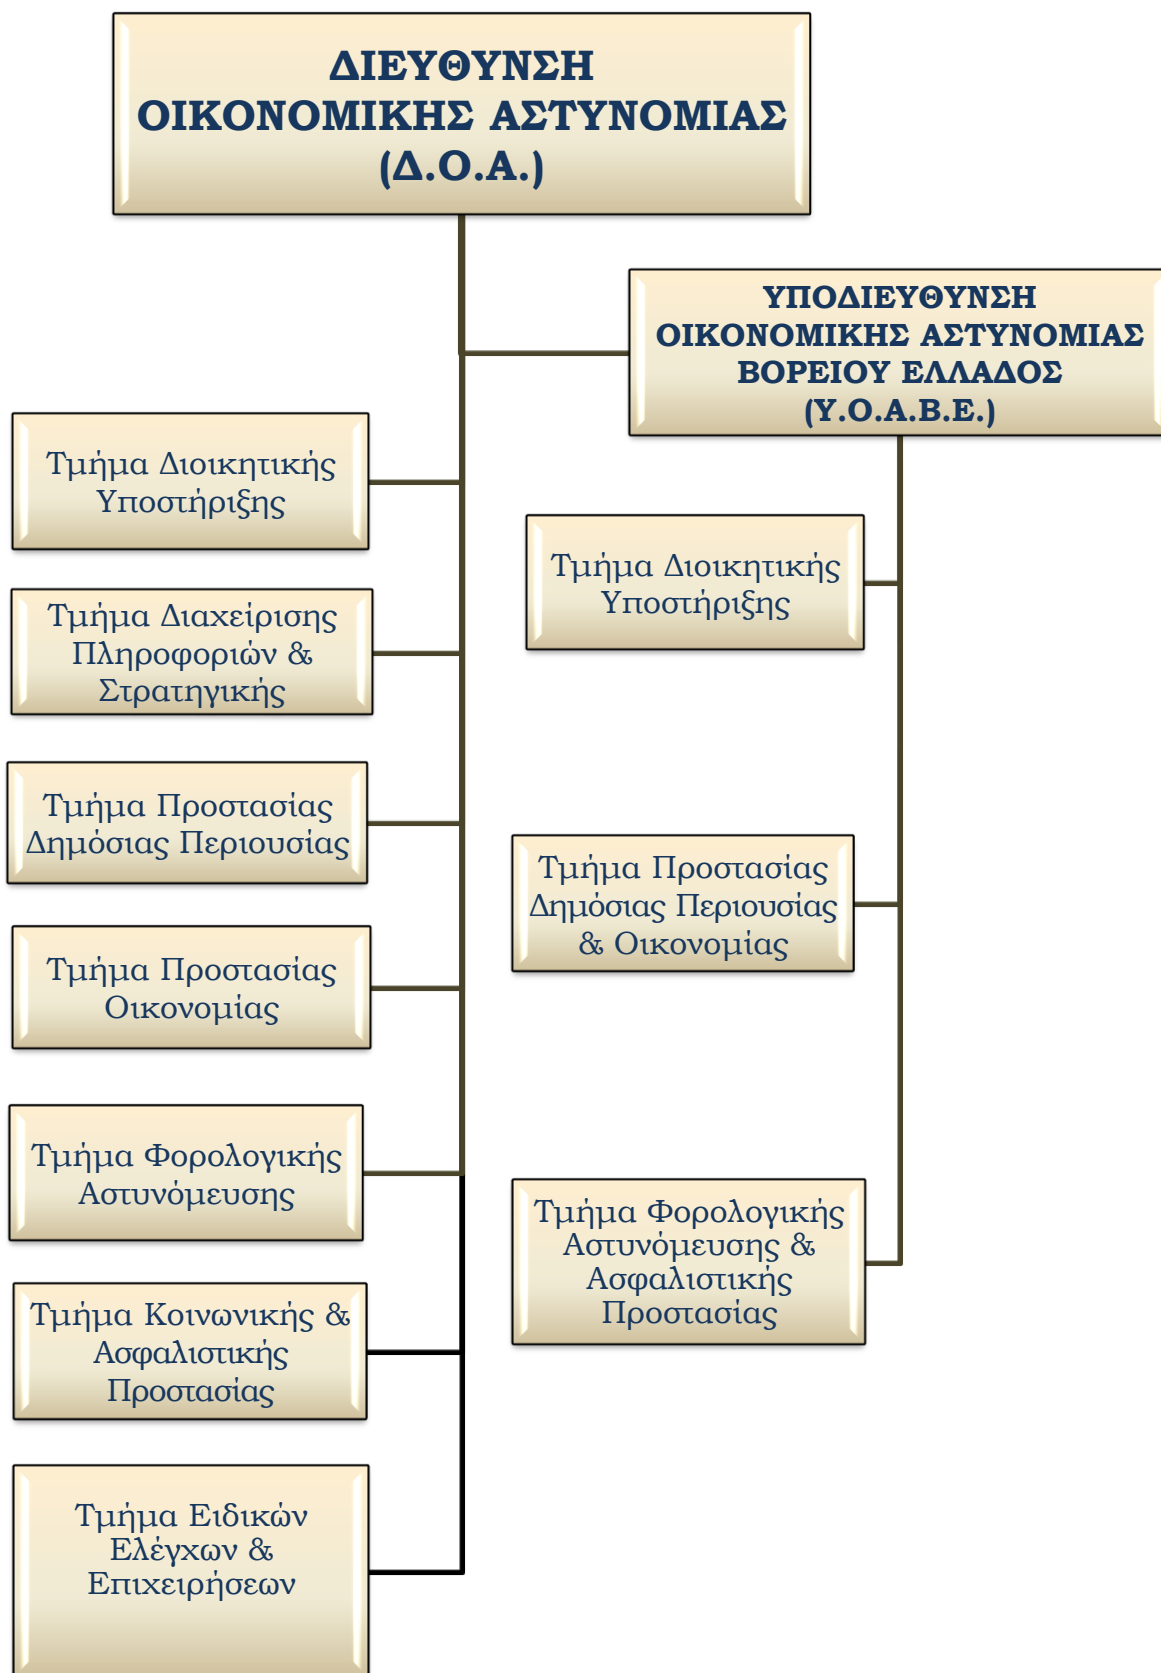 ΔΙΕΥΘΥΝΣΗ
ΟΙΚΟΝΟΜΙΚΗΣ ΑΣΤΥΝΟΜΙΑΣ
(Δ.Ο.Α.)
ΥΠΟΔΙΕΥΘΥΝΣΗ
ΟΙΚΟΝΟΜΙΚΗΣ ΑΣΤΥΝΟΜΙΑΣ
ΒΟΡΕΙΟΥ ΕΛΛΑΔΟΣ
(Υ.Ο.Α.Β.Ε.)
Τμήμα Διοικητικής
Υποστήριξης
Τμήμα Διαχείρισης
Πληροφοριών &
Στρατηγικής
Τμήμα Προστασίας
Δημόσιας Περιουσίας
Τμήμα Προστασίας
Οικονομίας
Τμήμα Φορολογικής
Αστυνόμευσης
Τμήμα Κοινωνικής &
Ασφαλιστικής
Προστασίας
Τμήμα Ειδικών
Ελέγχων &
Επιχειρήσεων
Τμήμα Διοικητικής
Υποστήριξης
Τμήμα Προστασίας
Δημόσιας Περιουσίας
& Οικονομίας
Τμήμα Φορολογικής
Αστυνόμευσης &
Ασφαλιστικής
Προστασίας